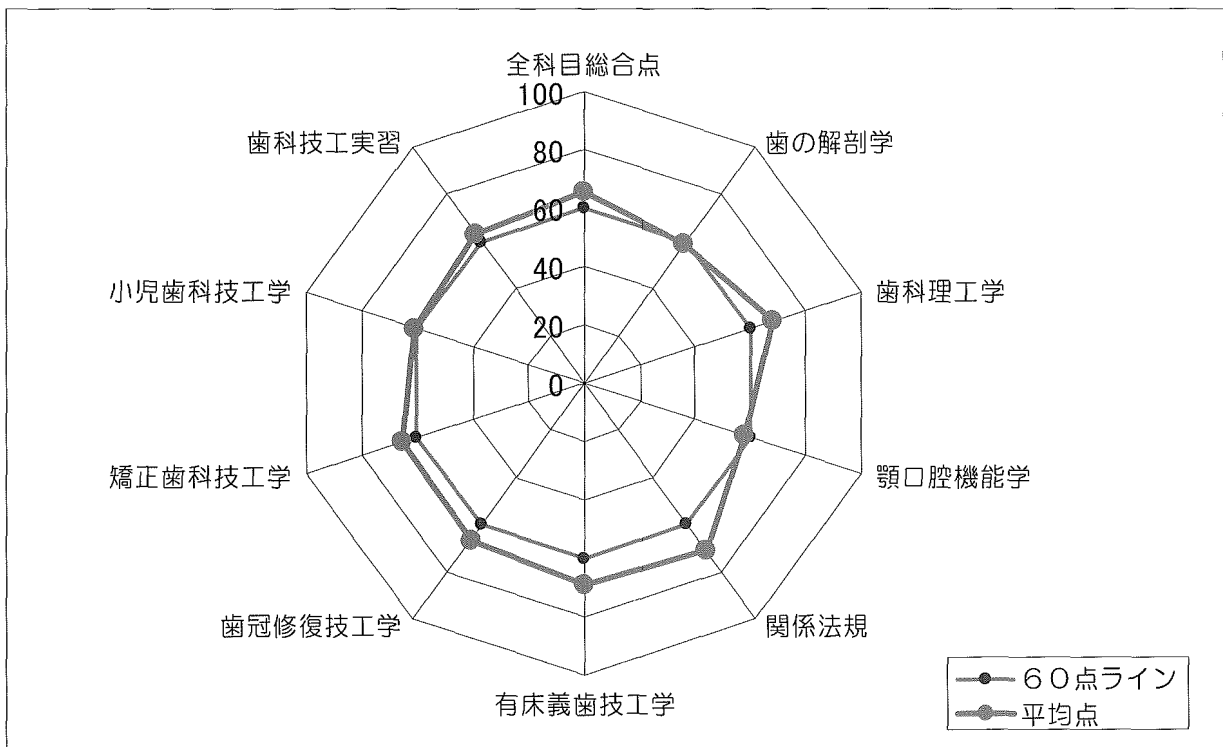 全科目総合点
100
80
60
40
20
0
歯の解剖学
歯科理工学
顎口腔機能学
関係法規
有床義歯技工学
歯冠修復技工学
矯正歯科技工学
小児歯科技工学
歯科技工実習
60点ライン
平均点